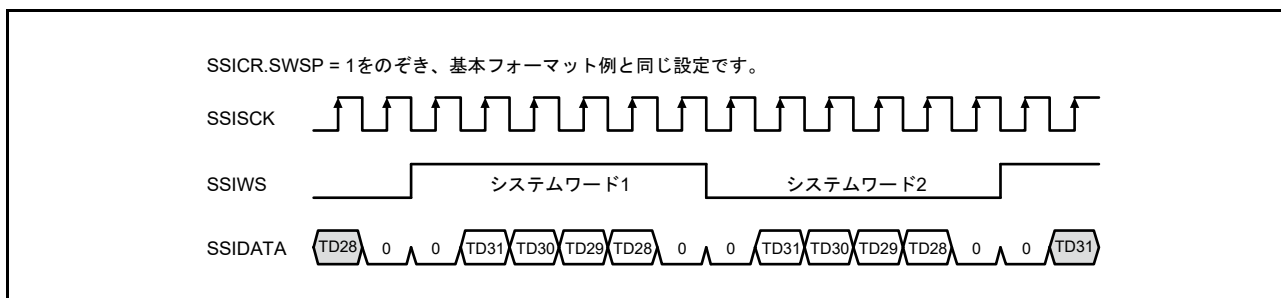 SSICR.SWSP = 1をのぞき、基本フォーマット例と同じ設定です。
SSISCK
SSIWS システムワード1 システムワード2
SSIDATA TD28 0 0 TD31 TD30 TD29 TD28 0 0 TD31 TD30 TD29 TD28 0 0 TD31